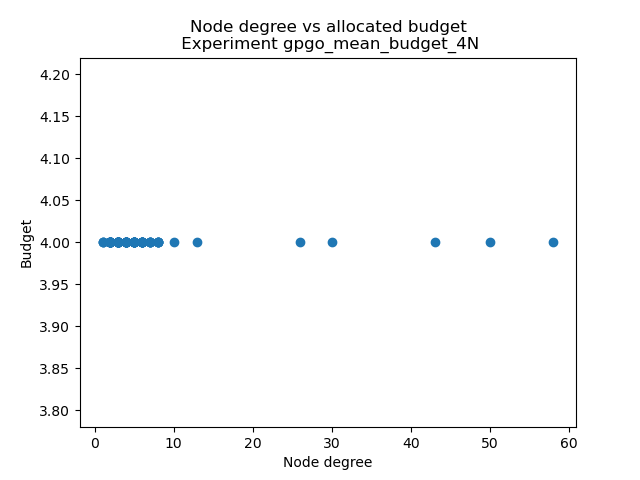 Node degree vs allocated budget
Experiment gpgo_mean_budget_4N
4.20
4.15
4.10
4.05
4.00
3.95
3.90
3.85
3.80
Budget
0 10 20 30 40 50 60
Node degree